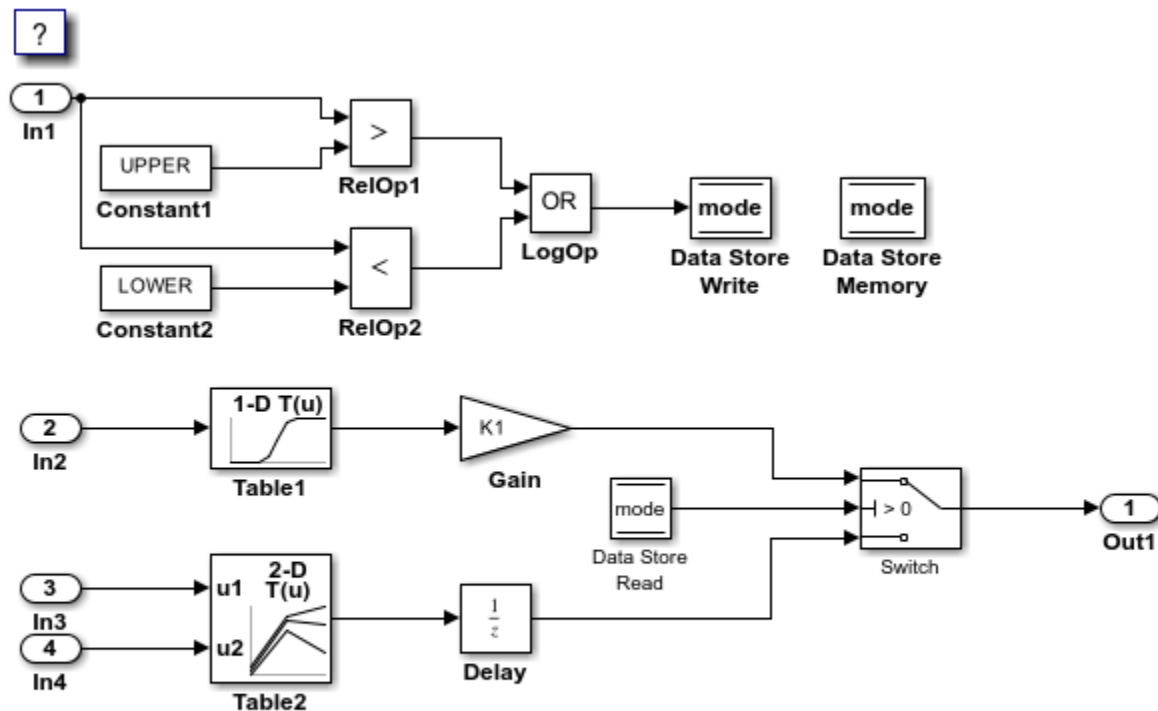 ?
1
In1
UPPER
Constant1
>
RelOp1
LOWER
Constant2
<
RelOp2
OR
LogOp
mode
Data Store
Write
mode
Data Store
Memory
2
In2
1-D T(u)
Table1
K1
Gain
mode
Data Store
Read
> 0
Switch
1
Out1
3
In3
4
In4
u1
u2
2-D
T(u)
Table2
1
z
Delay